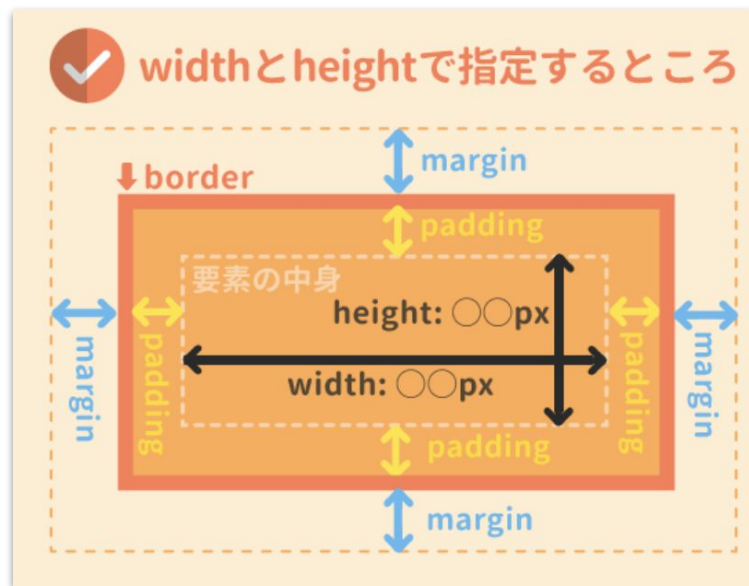 widthとheightで指定するところ
margin
border
padding
要素の中身
height: ○○px
margin
padding
padding
margin
width: ○○px
padding
margin